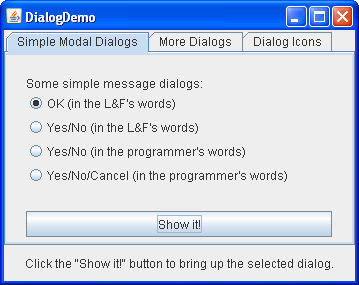 DialogDemo
Simple Modal Dialogs More Dialogs Dialog Icons
Some simple message dialogs:
OK (in the L&F's words)
Yes/No (in the L&F's words)
Yes/No (in the programmer's words)
Yes/No/Cancel (in the programmer's words)
Show it!
Click the "Show it!" button to bring up the selected dialog.